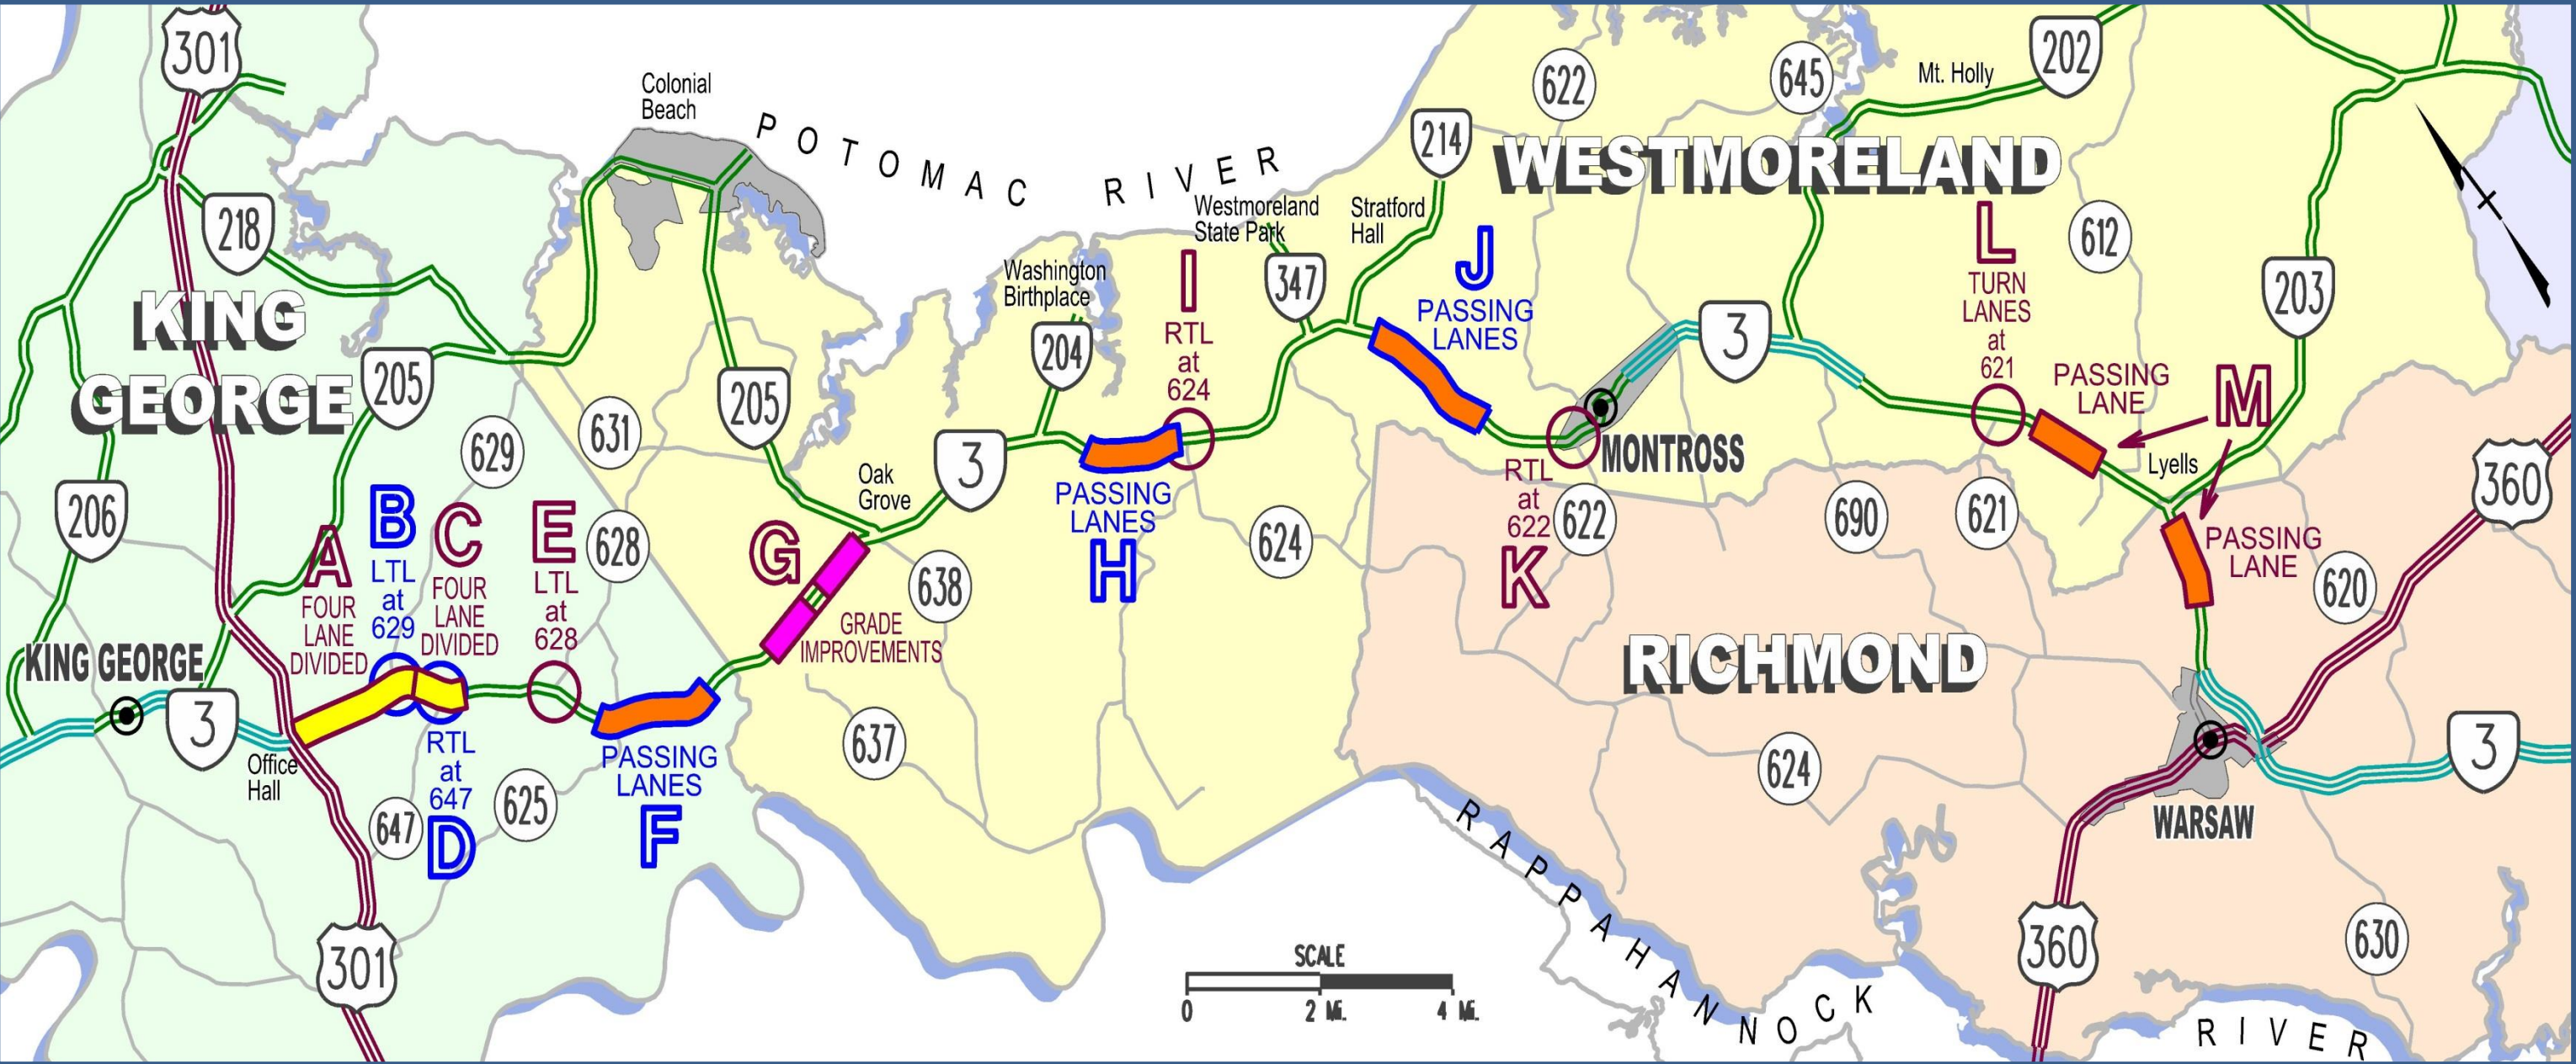 301
Colonial
Beach
POTOMAC RIVER
622
645
Mt. Holly
202
214
WESTMORELAND
218
Westmoreland
State Park
Stratford
Hall
J
PASSING
LANES
L
TURN
LANES
at
621
612
KING
GEORGE
Washington
Birthplace
I
RTL
at
624
347
203
204
3
205
205
631
629
PASSING
LANE
M
Lyells
360
206
Oak
Grove
3
PASSING
LANES
H
MONTROSS
RTL
at
622
K
622
690
621
624
A
FOUR
LANE
DIVIDED
B
LTL
at
629
C
FOUR
LANE
DIVIDED
E
LTL
at
628
628
G
GRADE
IMPROVEMENTS
638
PASSING
LANE
620
KING GEORGE
3
Office
Hall
RICHMOND
RTL
at
647
D
647
625
PASSING
LANES
F
637
624
3
WARSAW
RAPPAHANNOCK RIVER
301
SCALE
0 2 Mi. 4 Mi.
360
630